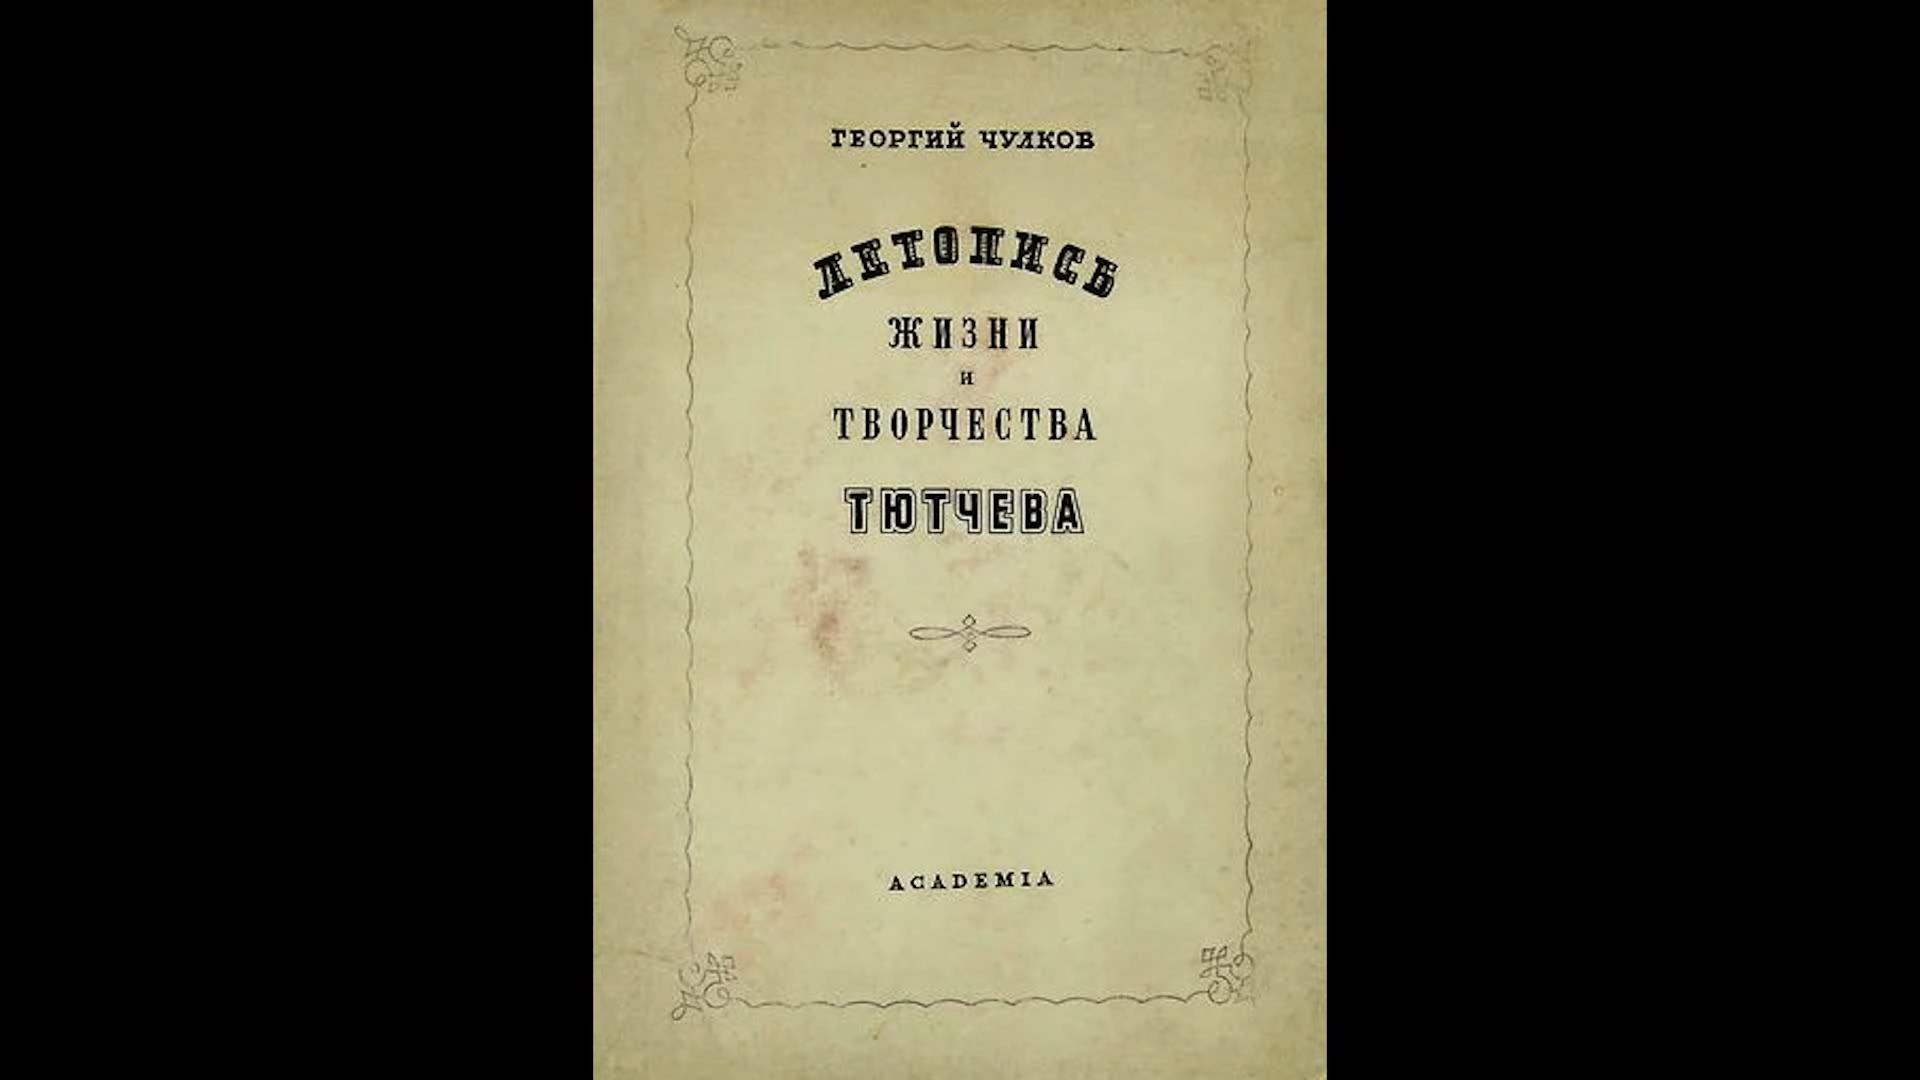 ГЕОРГИЙ ЧУЛКОВ
ЛЕТОПИСЬ
ЖИЗНИ
И
ТВОРЧЕСТВА
ТЮТЧЕВА
ACADEMIA